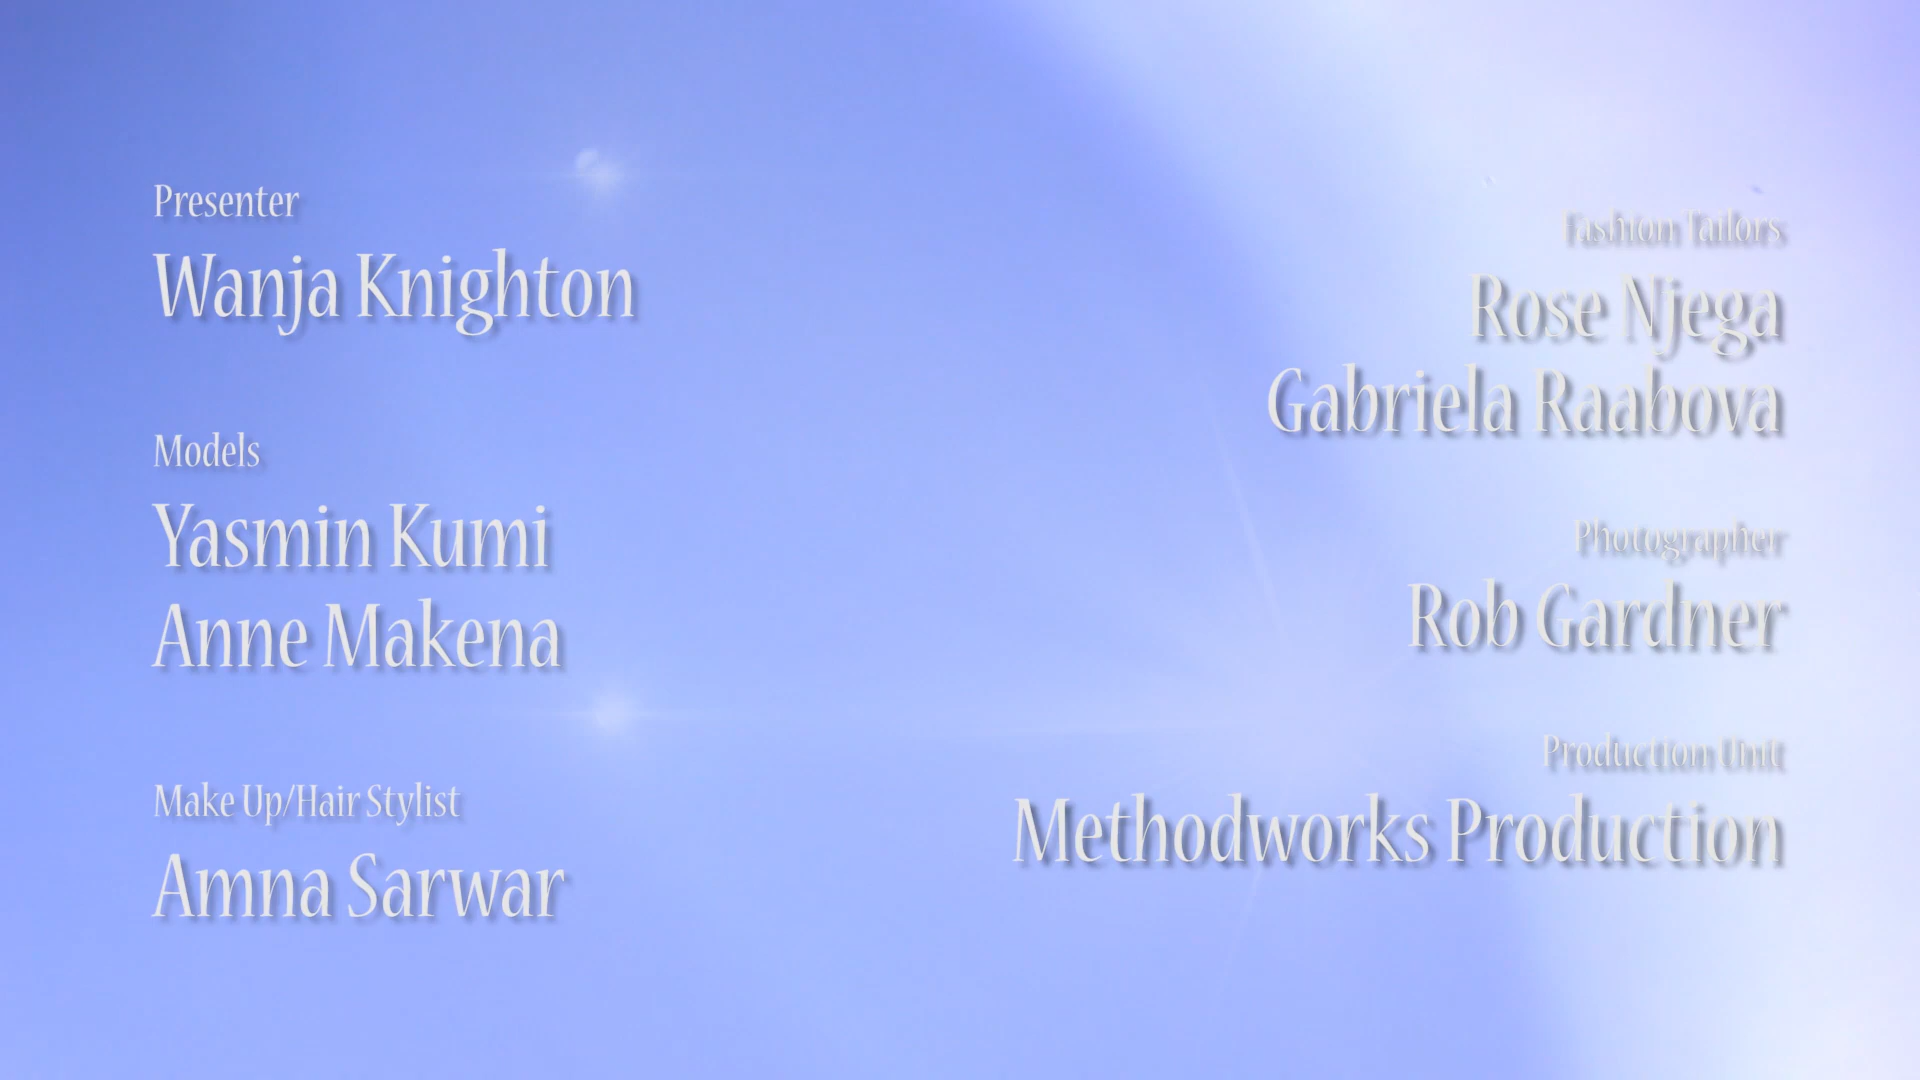 Presenter
Wanja Knighton
Models
Yasmin Kumi
Anne Makena
Make Up/Hair Stylist
Amna Sarwar
Fashion Tailors
Rose Njega
Gabriela Raabova
Photographer
Rob Gardner
Production Unit
Methodworks Production